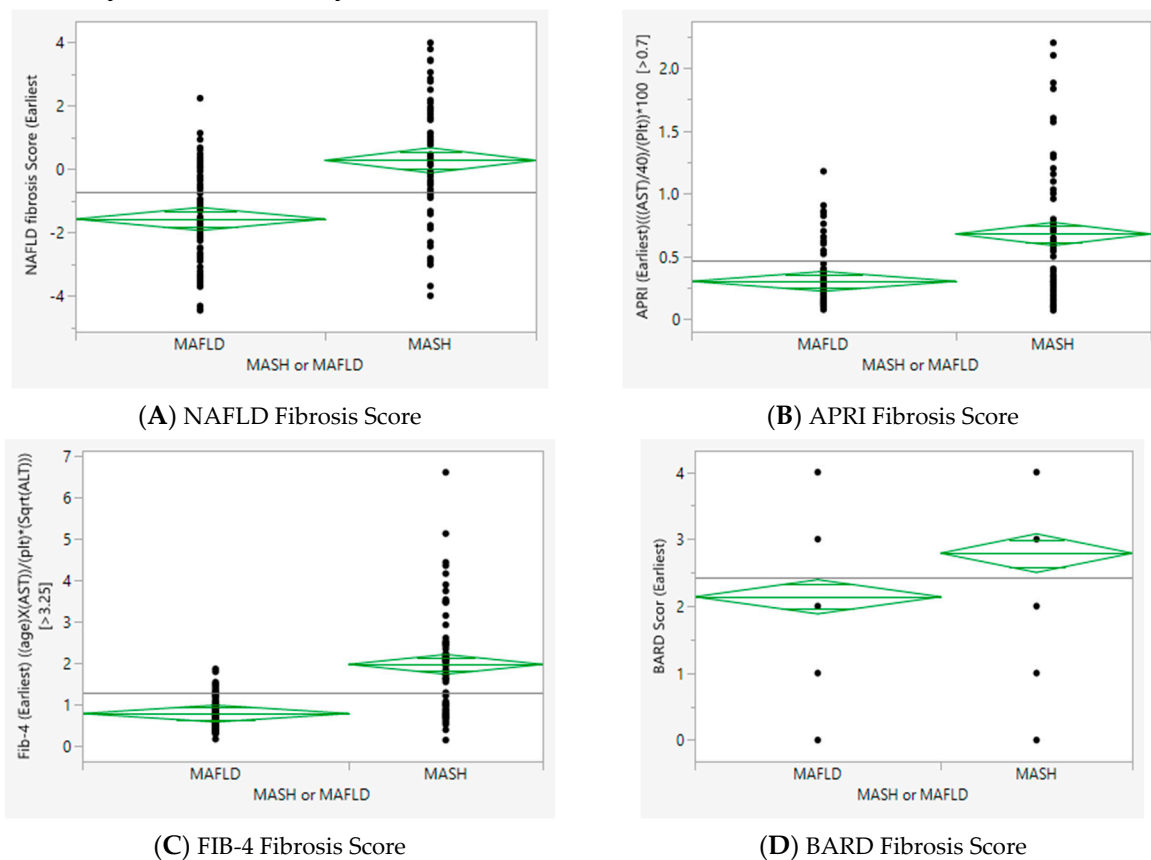 NAFLD fibrosis Score (Earliest
4
2
0
-2
-4
MAFLD
MASH
MASH or MAFLD
(A) NAFLD Fibrosis Score
APRI (Earliest)(((AST)/40)/(Plt))*100 [>0.7]
2.0
1.5
1.0
0.5
0
MAFLD
MASH
MASH or MAFLD
(B) APRI Fibrosis Score
Fib-4 (Earliest) ((age)X(AST))/(plt)*(Sqrt(ALT)))
[>3.25]
7
6
5
4
3
2
1
0
MAFLD
MASH
MASH or MAFLD
(C) FIB-4 Fibrosis Score
BARD Scor (Earliest)
4
3
2
1
0
MAFLD
MASH
MASH or MAFLD
(D) BARD Fibrosis Score